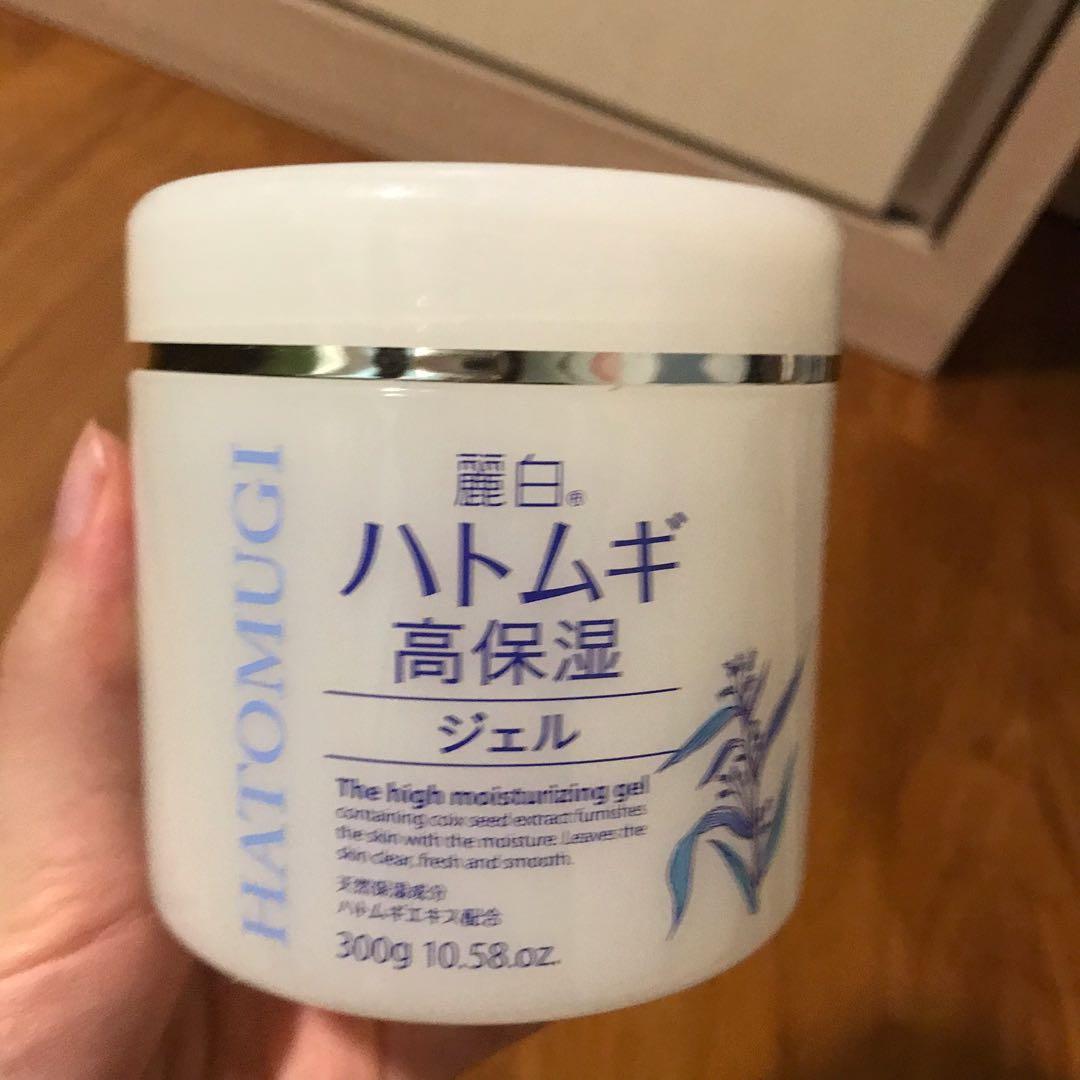 HATOMUGI
麗白®
ハトムギ
高保湿
ジェル
The high moisturizing gel
containing coix seed extract furnishes
the skin with the moisture. Leaves the
skin clear, fresh and smooth.
天然保湿成分
ハトムギエキス配合
300g 10.58.oz.